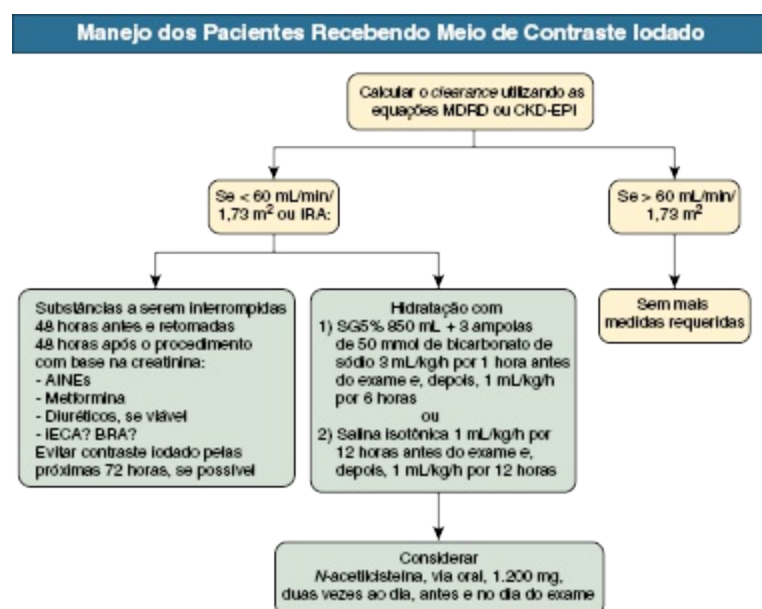 Manejo dos Pacientes Recebendo Meio de Contraste Iodado
Calcular o clearance utilizando as
equações MDRD ou CKD-EPI
Se < 60 mL/min/
1,73 m² ou IRA:
Se > 60 mL/min/
1,73 m²
Substâncias a serem interrompidas
48 horas antes e retomadas
48 horas após o procedimento
com base na creatinina:
- AINEs
- Metformina
- Diuréticos, se viável
- IECA? BRA?
Evitar contraste iodado pelas
próximas 72 horas, se possível
Hidratação com
1) SG5% 850 mL + 3 ampolas
de 50 mmol de bicarbonato de
sódio 3 mL/kg/h por 1 hora antes
do exame e, depois, 1 mL/kg/h
por 6 horas
ou
2) Salina isotônica 1 mL/kg/h por
12 horas antes do exame e,
depois, 1 mL/kg/h por 12 horas
Sem mais
medidas requeridas
Considerar
N-acetilcisteína, via oral, 1.200 mg,
duas vezes ao dia, antes e no dia do exame